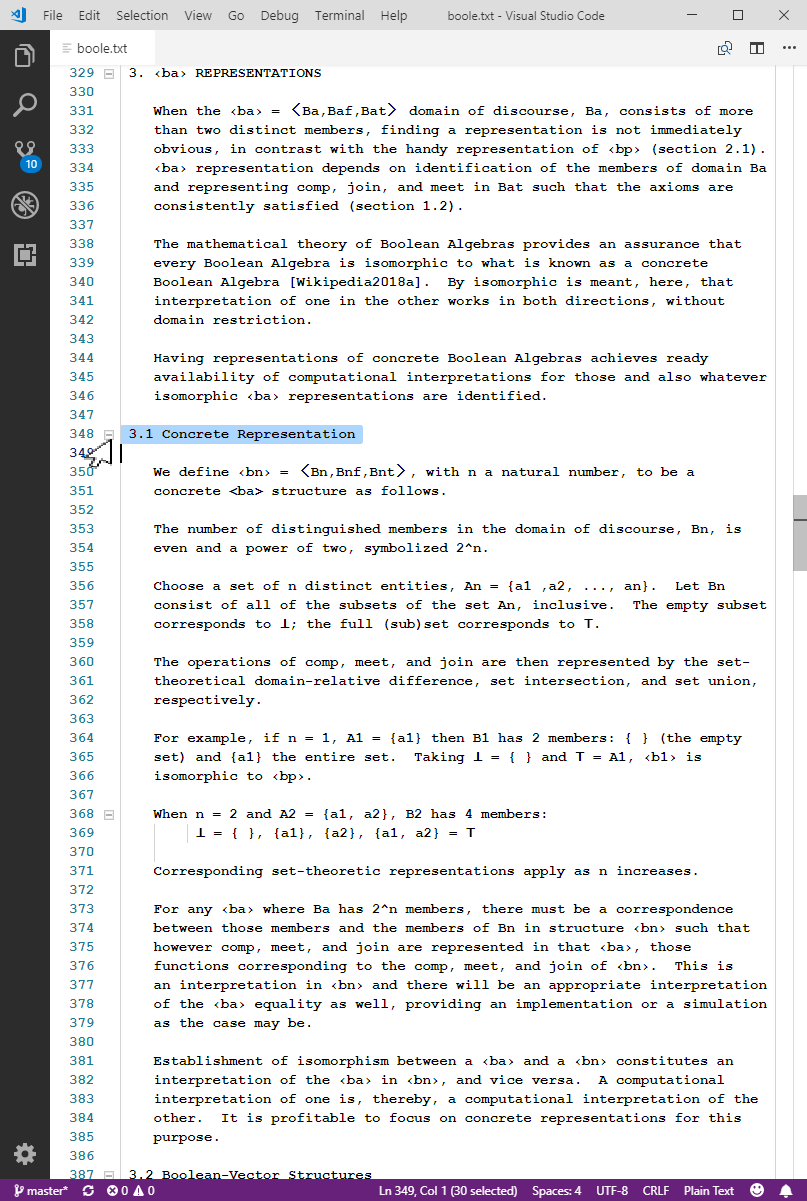 File Edit Selection View Go Debug Terminal Help boole.txt - Visual Studio Code
boole.txt
329 3. ‹ba› REPRESENTATIONS
330
331 When the ‹ba› = 〈Ba,Baf,Bat〉 domain of discourse, Ba, consists of more
332 than two distinct members, finding a representation is not immediately
333 obvious, in contrast with the handy representation of ‹bp› (section 2.1).
334 ‹ba› representation depends on identification of the members of domain Ba
335 and representing comp, join, and meet in Bat such that the axioms are
336 consistently satisfied (section 1.2).
337
338 The mathematical theory of Boolean Algebras provides an assurance that
339 every Boolean Algebra is isomorphic to what is known as a concrete
340 Boolean Algebra [Wikipedia2018a].  By isomorphic is meant, here, that
341 interpretation of one in the other works in both directions, without
342 domain restriction.
343
344 Having representations of concrete Boolean Algebras achieves ready
345 availability of computational interpretations for those and also whatever
346 isomorphic ‹ba› representations are identified.
347
348 3.1 Concrete Representation
349
350 We define ‹bn› = 〈Bn,Bnf,Bnt〉, with n a natural number, to be a
351 concrete <ba> structure as follows.
352
353 The number of distinguished members in the domain of discourse, Bn, is
354 even and a power of two, symbolized 2^n.
355
356 Choose a set of n distinct entities, An = {a1 ,a2, ..., an}.  Let Bn
357 consist of all of the subsets of the set An, inclusive.  The empty subset
358 corresponds to ⊥; the full (sub)set corresponds to ⊤.
359
360 The operations of comp, meet, and join are then represented by the set-
361 theoretical domain-relative difference, set intersection, and set union,
362 respectively.
363
364 For example, if n = 1, A1 = {a1} then B1 has 2 members: { } (the empty
365 set) and {a1} the entire set.  Taking ⊥ = { } and ⊤ = A1, ‹b1› is
366 isomorphic to ‹bp›.
367
368 When n = 2 and A2 = {a1, a2}, B2 has 4 members:
369 ⊥ = { }, {a1}, {a2}, {a1, a2} = ⊤
370
371 Corresponding set-theoretic representations apply as n increases.
372
373 For any ‹ba› where Ba has 2^n members, there must be a correspondence
374 between those members and the members of Bn in structure ‹bn› such that
375 however comp, meet, and join are represented in that ‹ba›, those
376 functions corresponding to the comp, meet, and join of ‹bn›.  This is
377 an interpretation in ‹bn› and there will be an appropriate interpretation
378 of the ‹ba› equality as well, providing an implementation or a simulation
379 as the case may be.
380
381 Establishment of isomorphism between a ‹ba› and a ‹bn› constitutes an
382 interpretation of the ‹ba› in ‹bn›, and vice versa.  A computational
383 interpretation of one is, thereby, a computational interpretation of the
384 other.  It is profitable to focus on concrete representations for this
385 purpose.
386
387 3.2 Boolean-Vector Structures
10
master* 0 0 Ln 349, Col 1 (30 selected) Spaces: 4 UTF-8 CRLF Plain Text